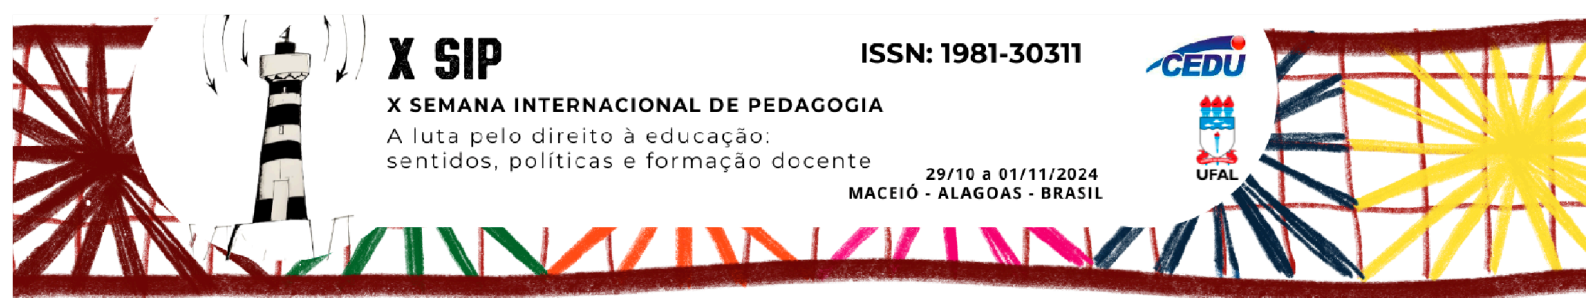 X SIP
X SEMANA INTERNACIONAL DE PEDAGOGIA
A luta pelo direito à educação:
sentidos, políticas e formação docente
ISSN: 1981-30311
29/10 a 01/11/2024
MACEIÓ - ALAGOAS - BRASIL
CEDU
UFAL